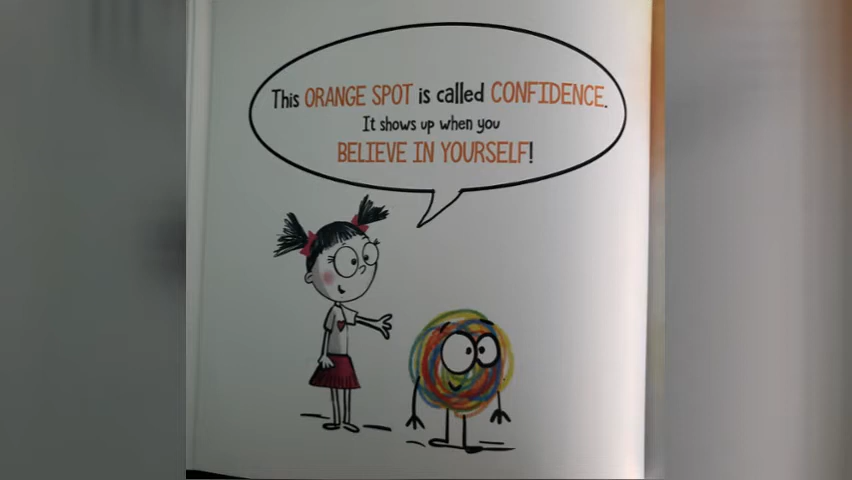 This ORANGE SPOT is called CONFIDENCE.
It shows up when you
BELIEVE IN YOURSELF!